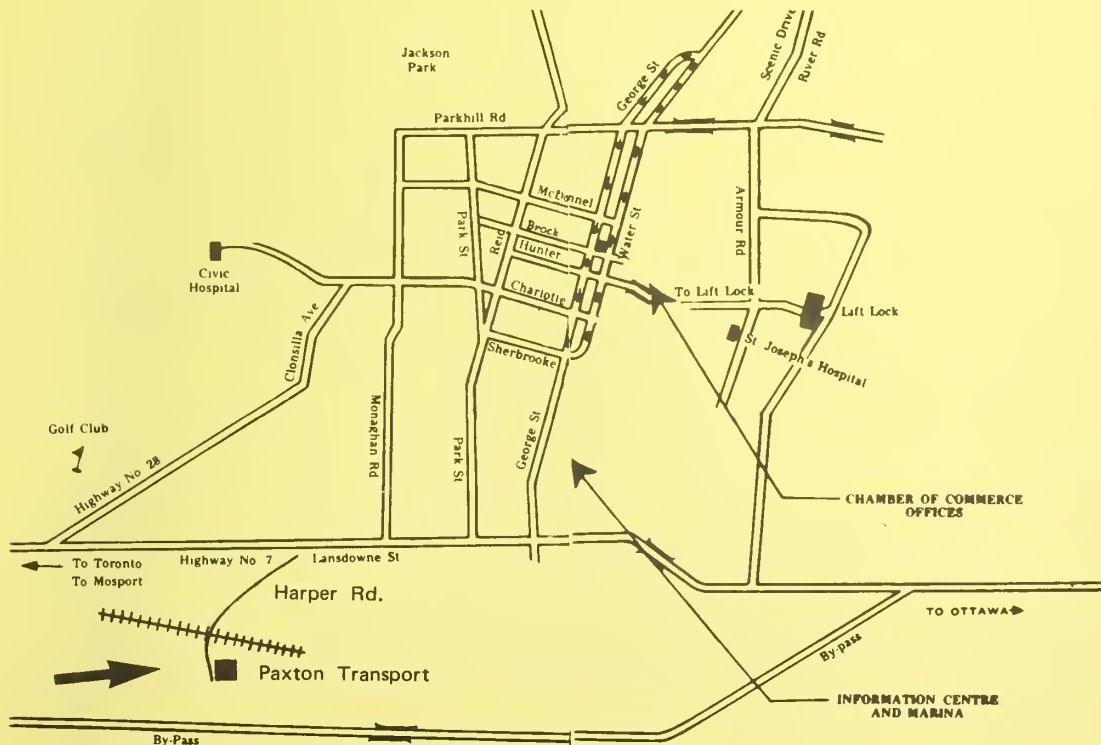 Jackson
Park
George St
Scenic Drive
River Rd
Parkhill Rd
McDonnel
Park St
Reid
Brock
Hunter
Water St
Armour Rd
Civic
Hospital
Charlotte
To Lift Lock
Lift Lock
St Joseph's Hospital
Clonsilla Ave
Sherbrooke
Golf Club
Highway No 28
Monaghan Rd
Park St
George St
CHAMBER OF COMMERCE
OFFICES
To Toronto
To Mosport
Highway No 7
Lansdowne St
Harper Rd.
TO OTTAWA
Paxton Transport
By-pass
INFORMATION CENTRE
AND MARINA
By-Pass